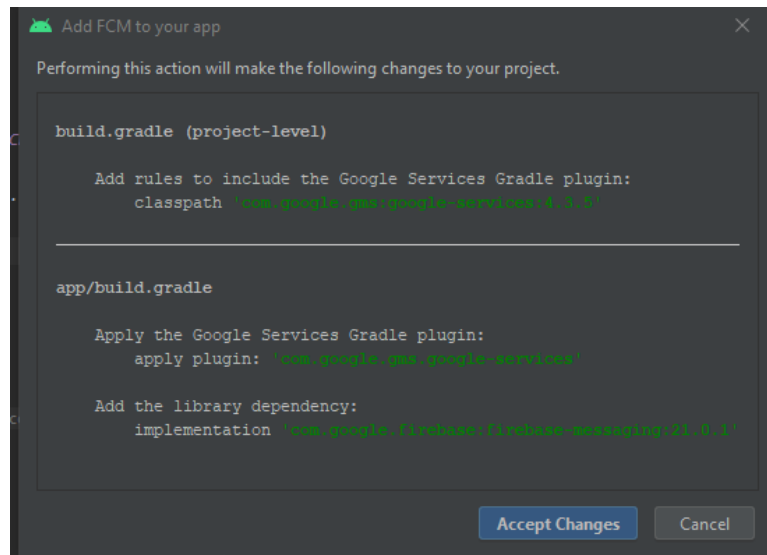 Add FCM to your app
Performing this action will make the following changes to your project.
build.gradle (project-level)
Add rules to include the Google Services Gradle plugin:
classpath 'com.google.gms:google-services:4.3.5'
app/build.gradle
Apply the Google Services Gradle plugin:
apply plugin: 'com.google.gms.google-services'
Add the library dependency:
implementation 'com.google.firebase:firebase-messaging:21.0.1'
Accept Changes
Cancel